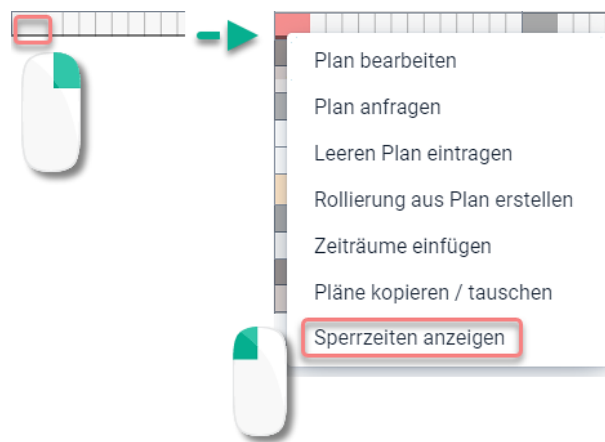 Plan bearbeiten
Plan anfragen
Leeren Plan eintragen
Rollierung aus Plan erstellen
Zeiträume einfügen
Pläne kopieren / tauschen
Sperrzeiten anzeigen